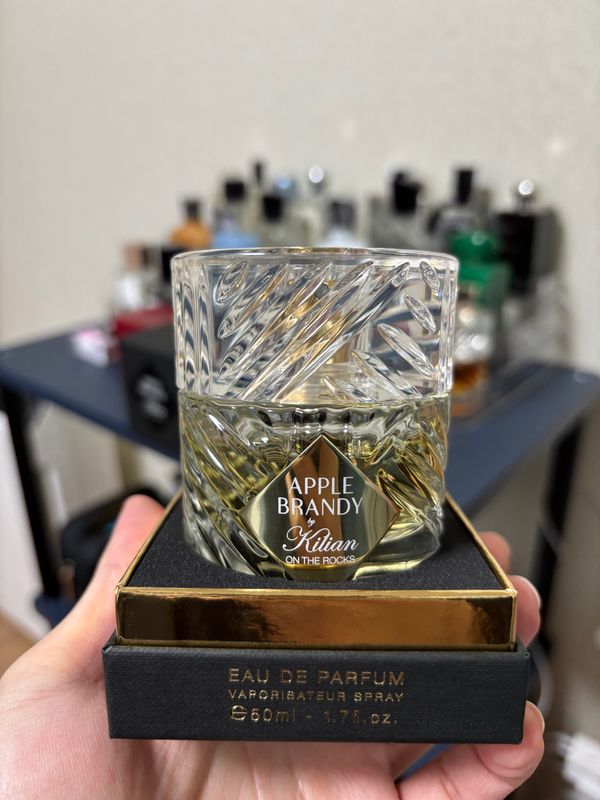 APPLE
BRANDY
by
Kilian
ON THE ROCKS
EAU DE PARFUM
VAPORISATEUR SPRAY
℮50ml - 1.7fl.oz.